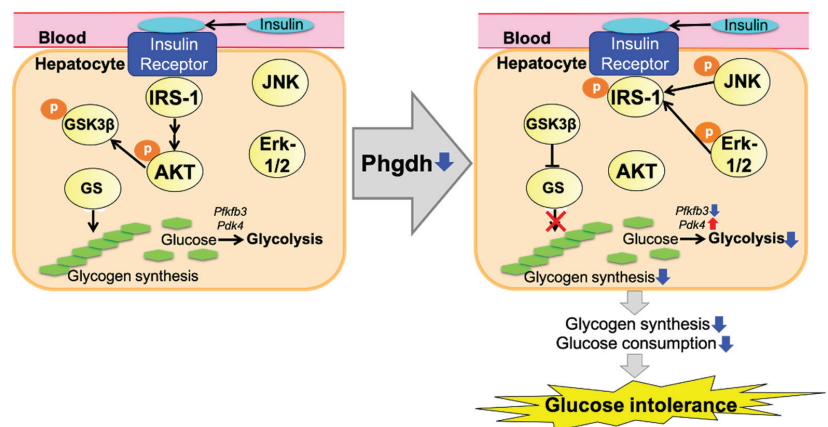 Insulin
Blood
Insulin
Receptor
Hepatocyte
JNK
IRS-1
P
GSK3β
P
AKT
Erk-
1/2
GS
Pfkfb3
Pdk4
Glucose
Glycolysis
Glycogen synthesis
Phgdh
Insulin
Blood
Insulin
Receptor
Hepatocyte
P
JNK
P
IRS-1
GSK3β
P
Erk-
1/2
AKT
GS
Pfkfb3
Pdk4
Glucose
Glycolysis
Glycogen synthesis
Glycogen synthesis
Glucose consumption
Glucose intolerance